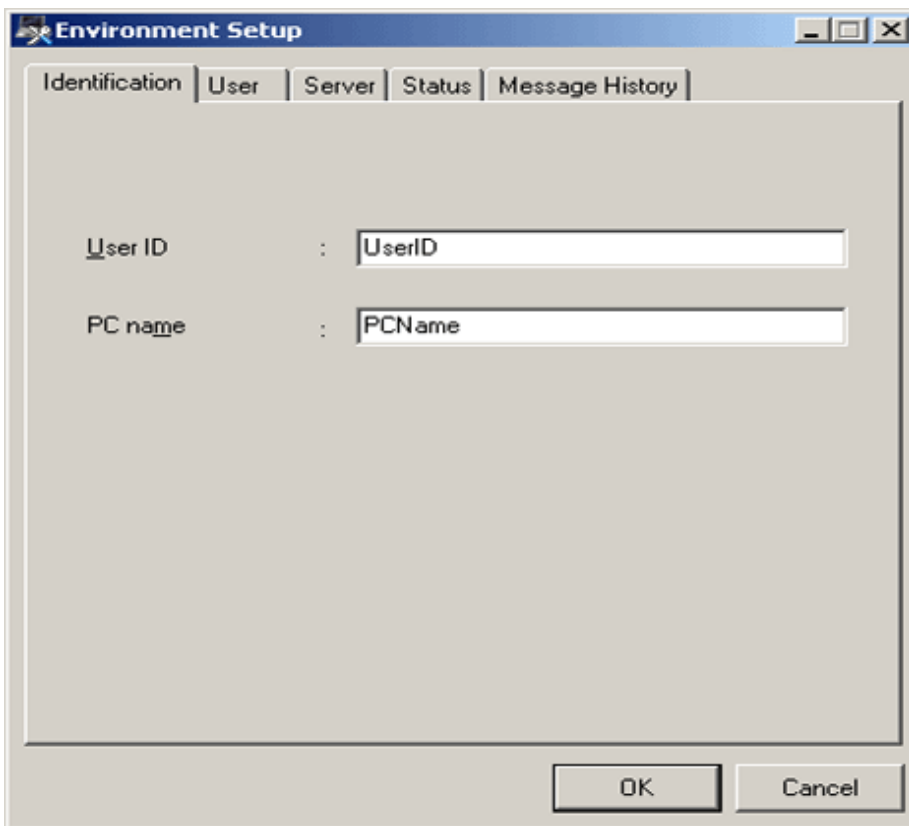 Environment Setup
Identification User Server Status Message History
User ID : UserID
PC name : PCName
OK Cancel